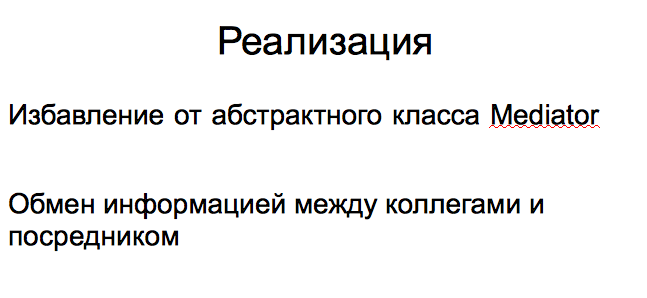 Реализация
Избавление от абстрактного класса Mediator
Обмен информацией между коллегами и
посредником